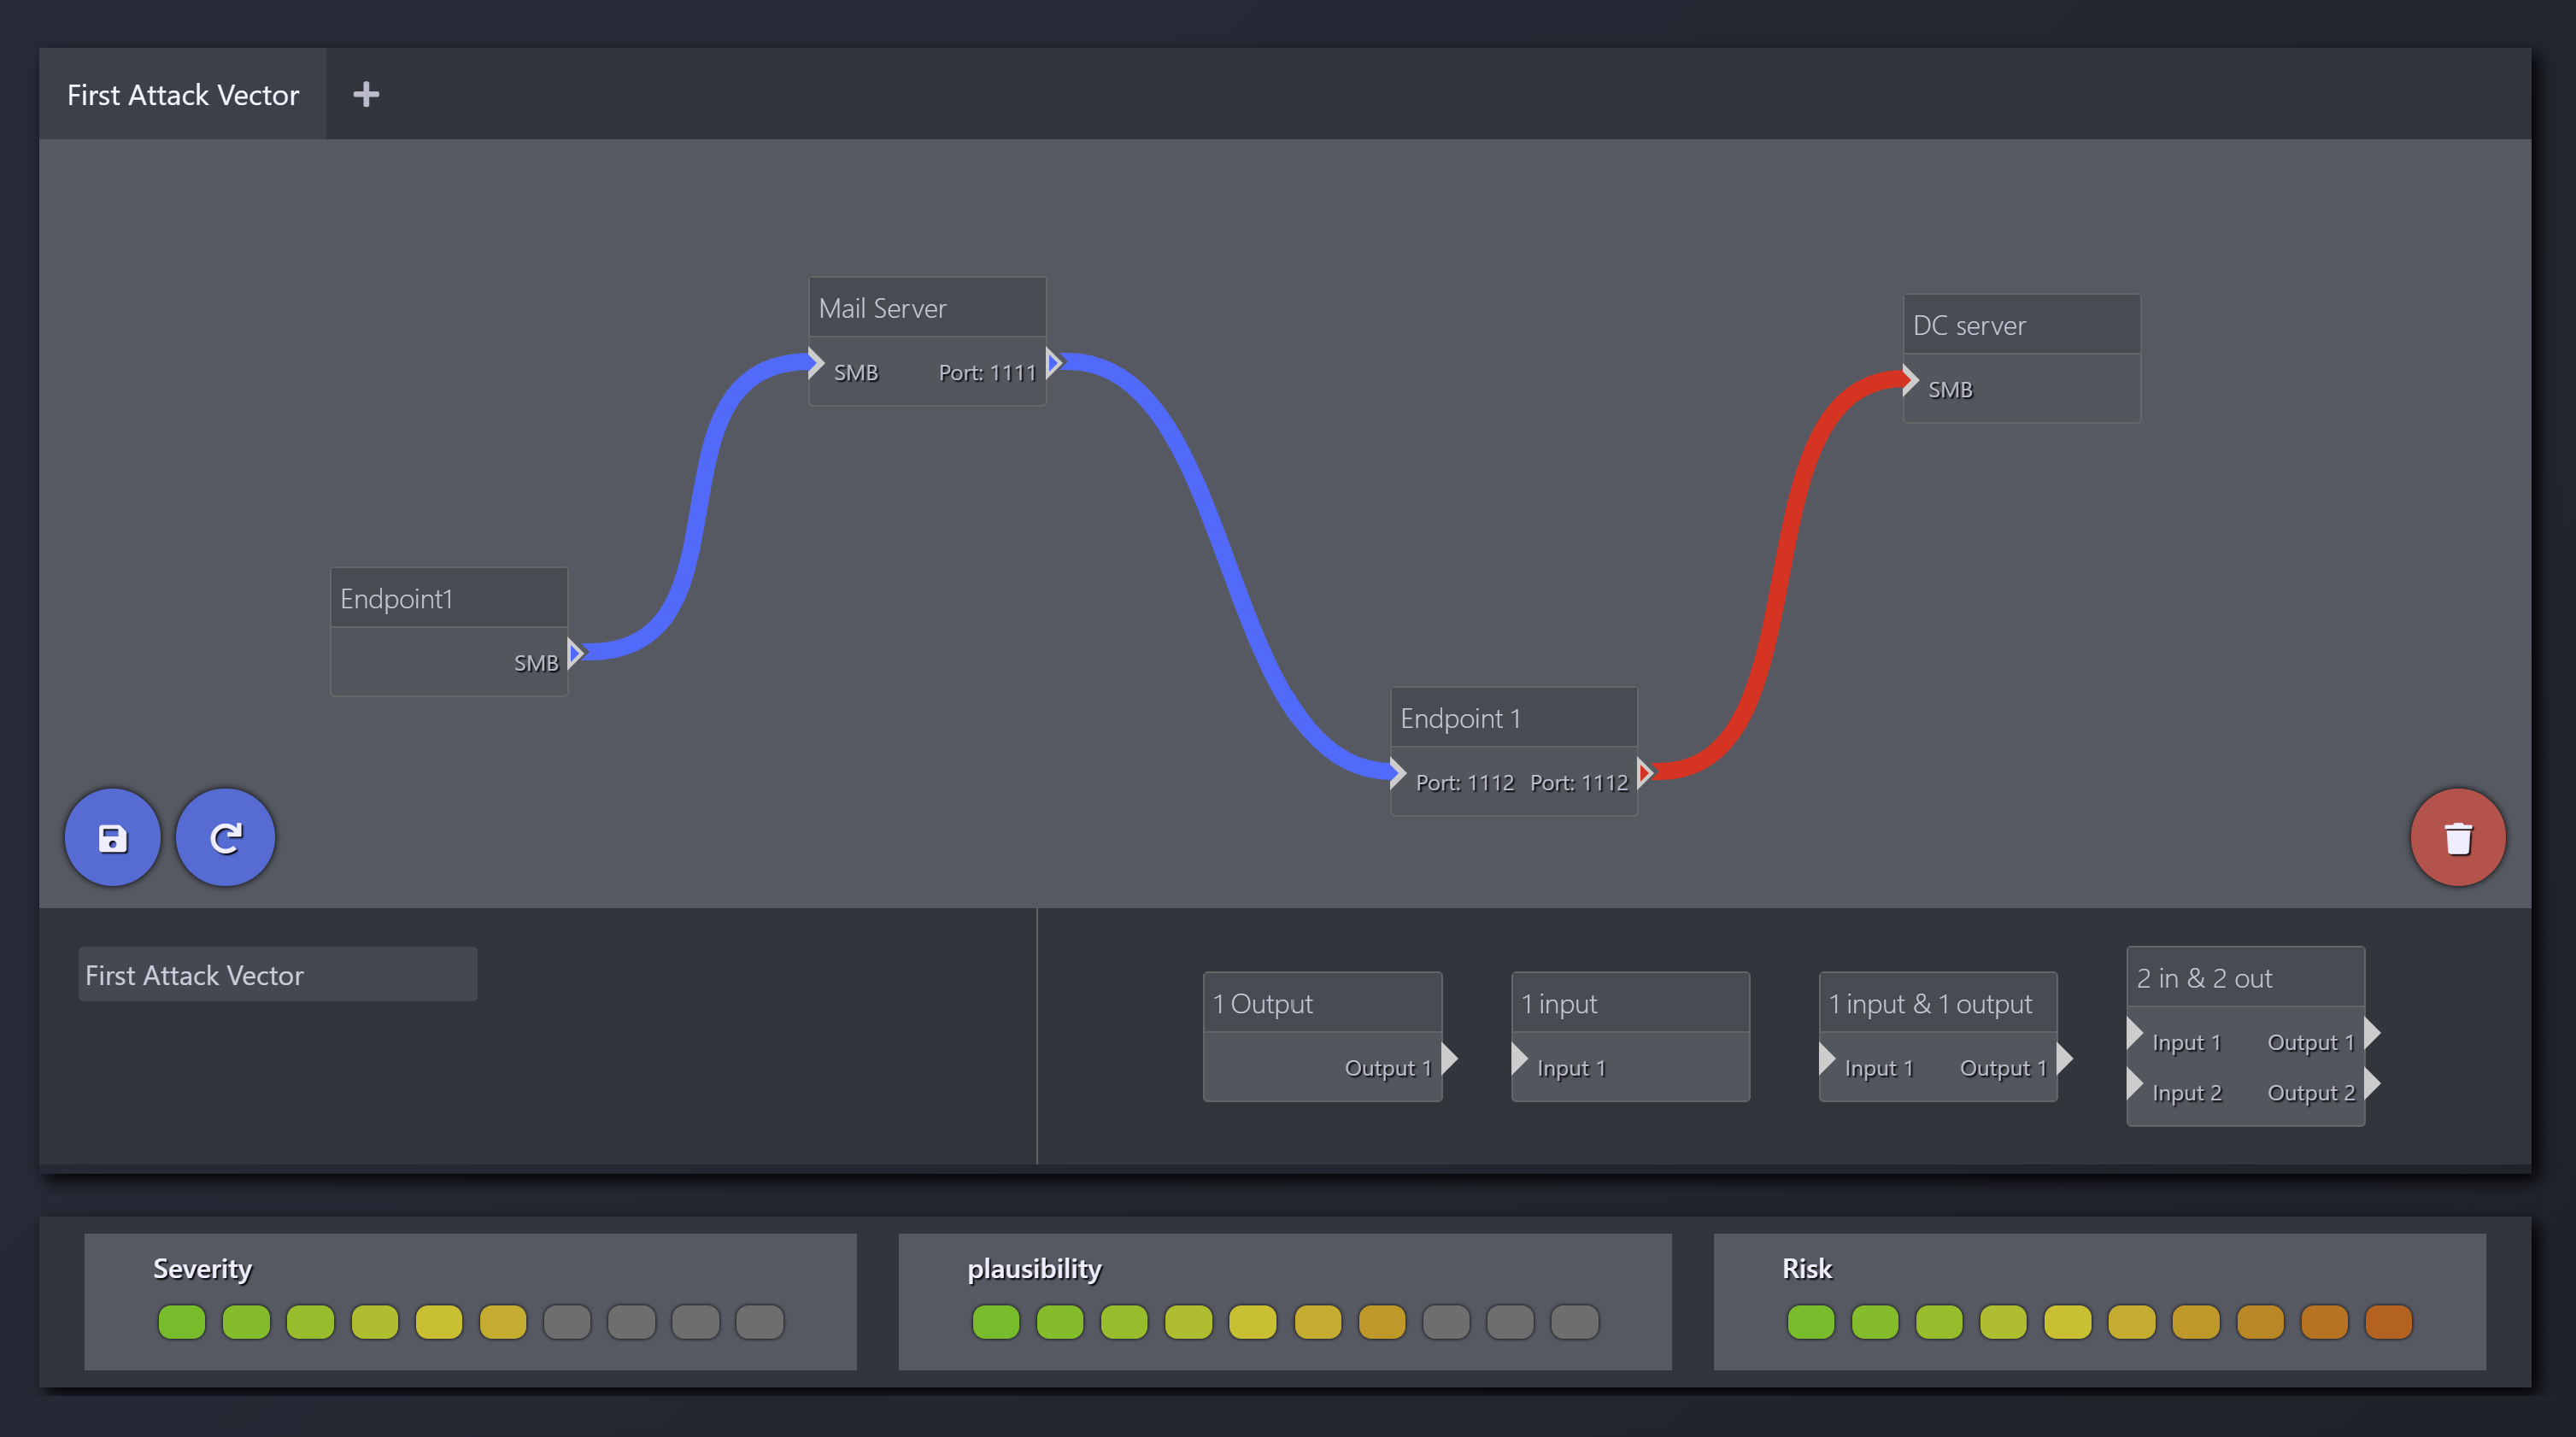 First Attack Vector
Mail Server
SMB Port: 1111
DC server
SMB
Endpoint1
SMB
Endpoint 1
Port: 1112 Port: 1112
First Attack Vector
1 Output
Output 1
1 input
Input 1
1 input & 1 output
Input 1 Output 1
2 in & 2 out
Input 1 Output 1
Input 2 Output 2
Severity
plausibility
Risk